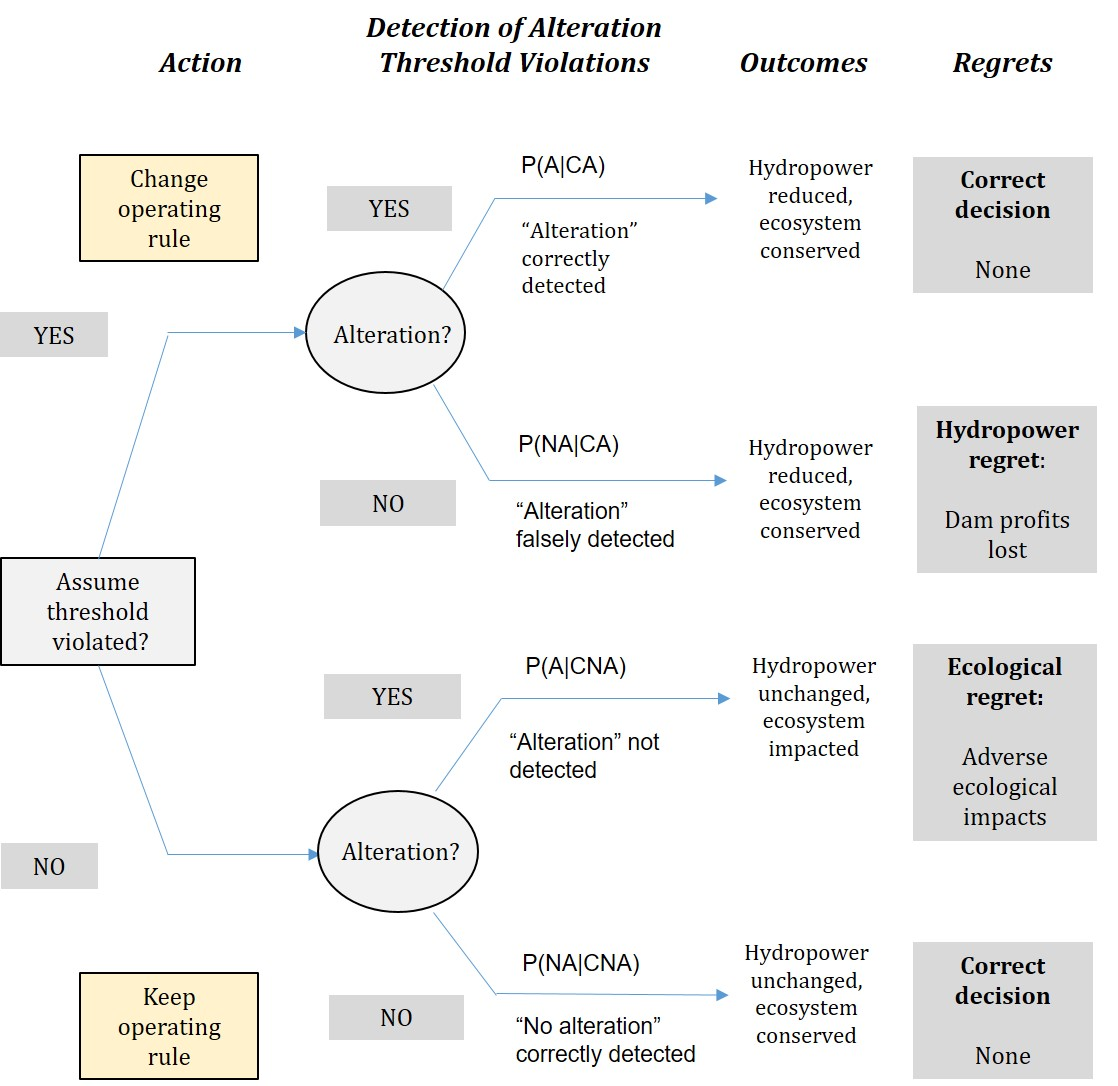 Detection of Alteration
Threshold Violations
Action
Outcomes
Regrets
Change
operating
rule
YES
P(A|CA)
“Alteration”
correctly
detected
Hydropower
reduced,
ecosystem
conserved
Correct
decision
None
YES
Alteration?
NO
P(NA|CA)
“Alteration”
falsely detected
Hydropower
reduced,
ecosystem
conserved
Hydropower
regret:
Dam profits
lost
Assume
threshold
violated?
YES
P(A|CNA)
“Alteration” not
detected
Hydropower
unchanged,
ecosystem
impacted
Ecological
regret:
Adverse
ecological
impacts
NO
Alteration?
Keep
operating
rule
NO
P(NA|CNA)
“No alteration”
correctly detected
Hydropower
unchanged,
ecosystem
conserved
Correct
decision
None